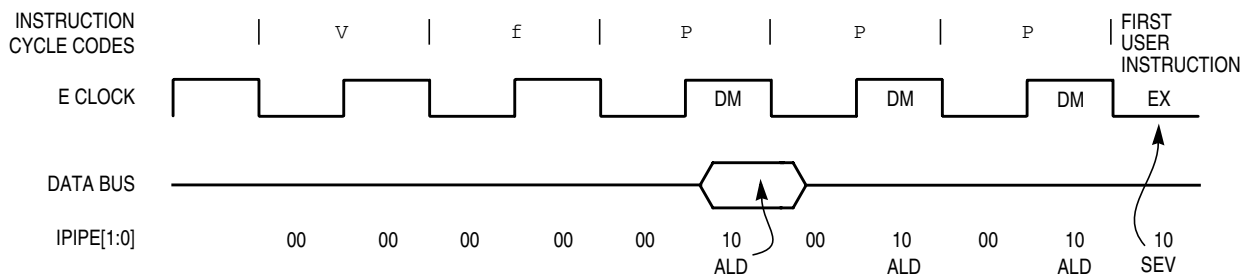 INSTRUCTION CYCLE CODES | V | f | P | P | P | FIRST USER INSTRUCTION
E CLOCK DM DM DM EX
DATA BUS
IPIPE[1:0] 00 00 00 00 00 10 00 10 00 10 10
ALD ALD ALD SEV